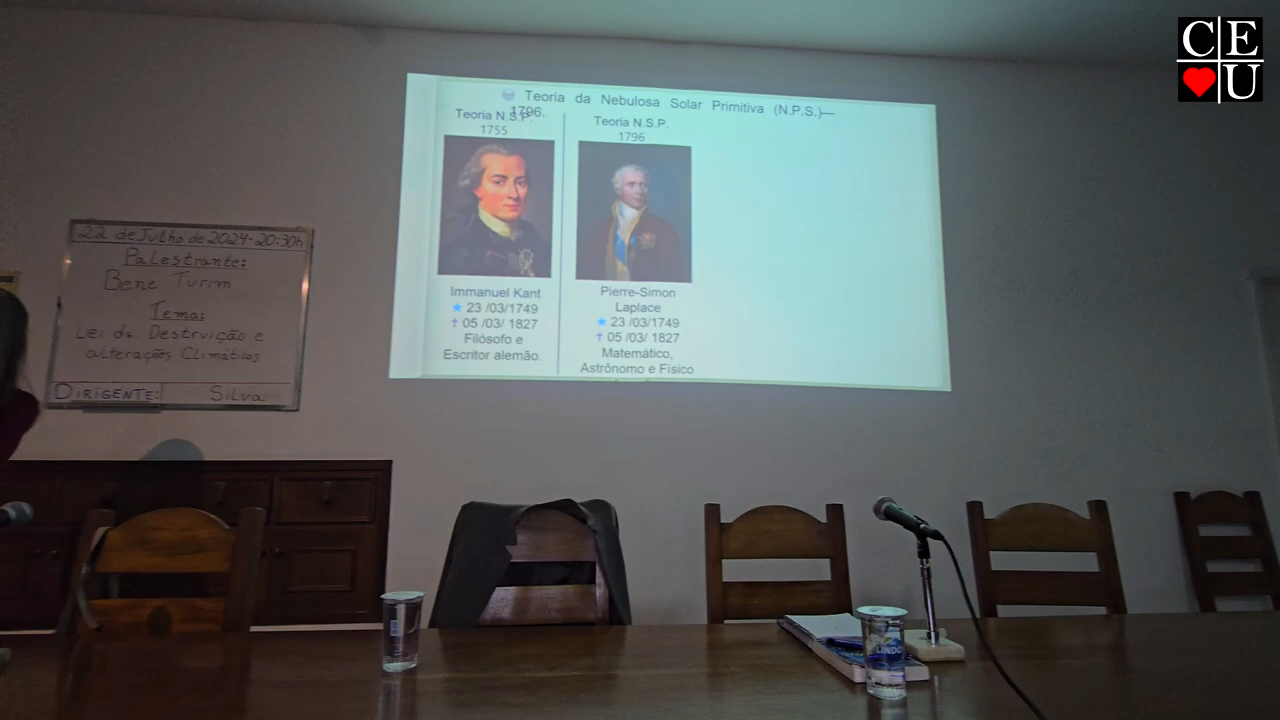 CE
U
Teoria da Nebulosa Solar Primitiva (N.P.S.)—
1796.
Teoria N.S.P.
1755
Teoria N.S.P.
1796
Immanuel Kant
★ 23 /03/1749
† 05 /03/ 1827
Filósofo e
Escritor alemão.
Pierre-Simon
Laplace
★ 23 /03/1749
† 05 /03/ 1827
Matemático,
Astrônomo e Físico
22 de Julho de 2024-20:30h
Palestrante:
Bene Turim
Tema:
Lei de Destruição e
alterações Climáticas
DIRIGENTE: Silva
LINDO